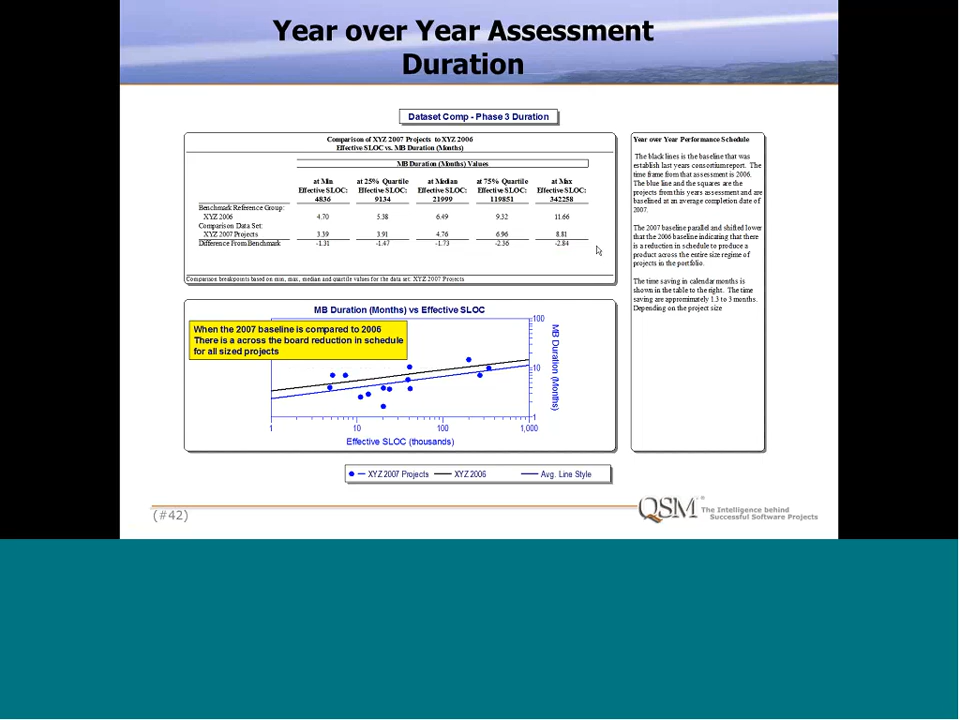 Year over Year Assessment
Duration
Dataset Comp - Phase 3 Duration
Comparison of XYZ 2007 Projects to XYZ 2006
Effective SLOC vs. MB Duration (Months)
MB Duration (Months) Values
at Min at 25% Quartile at Median at 75% Quartile at Max
Effective SLOC: Effective SLOC: Effective SLOC: Effective SLOC: Effective SLOC:
4836 9134 21999 119851 342258
Benchmark Reference Group:
XYZ 2006 4.70 5.38 6.49 9.32 11.66
Comparison Data Set:
XYZ 2007 Projects 3.39 3.91 4.76 6.96 8.81
Difference From Benchmark -1.31 -1.47 -1.73 -2.36 -2.84
Comparison breakpoints based on min, max, median and quartile values for the data set: XYZ 2007 Projects
Year over Year Performance Schedule
The black lines is the baseline that was
establish last years consortium report. The
time frame from that assessment is 2006.
The blue line and the squares are the
projects from this years assessment and are
baselined at an average completion date of
2007.
The 2007 baseline parallel and shifted lower
that the 2006 baseline indicating that there
is a reduction in schedule to produce a
product across the entire size regime of
projects in the portfolio.
The time saving in calendar months is
shown in the table to the right. The time
saving are approximately 1.3 to 3 months.
Depending on the project size
MB Duration (Months) vs Effective SLOC
When the 2007 baseline is compared to 2006
There is a across the board reduction in schedule
for all sized projects
100
10
1
MB Duration (Months)
1 10 100 1,000
Effective SLOC (thousands)
XYZ 2007 Projects XYZ 2006 Avg. Line Style
(#42)
QSM ® The Intelligence behind
Successful Software Projects